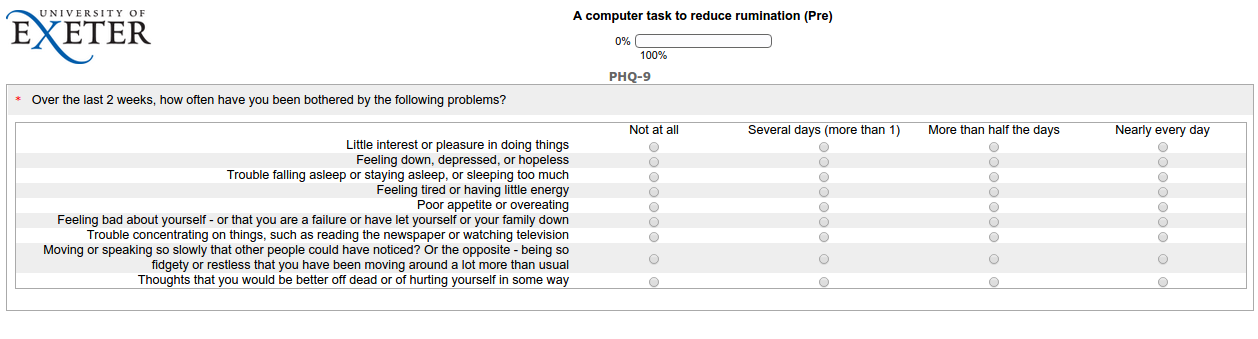 UNIVERSITY OF
EXETER
A computer task to reduce rumination (Pre)
0%
100%
PHQ-9
* Over the last 2 weeks, how often have you been bothered by the following problems?
Not at all Several days (more than 1) More than half the days Nearly every day
Little interest or pleasure in doing things
Feeling down, depressed, or hopeless
Trouble falling asleep or staying asleep, or sleeping too much
Feeling tired or having little energy
Poor appetite or overeating
Feeling bad about yourself - or that you are a failure or have let yourself or your family down
Trouble concentrating on things, such as reading the newspaper or watching television
Moving or speaking so slowly that other people could have noticed? Or the opposite - being so
fidgety or restless that you have been moving around a lot more than usual
Thoughts that you would be better off dead or of hurting yourself in some way